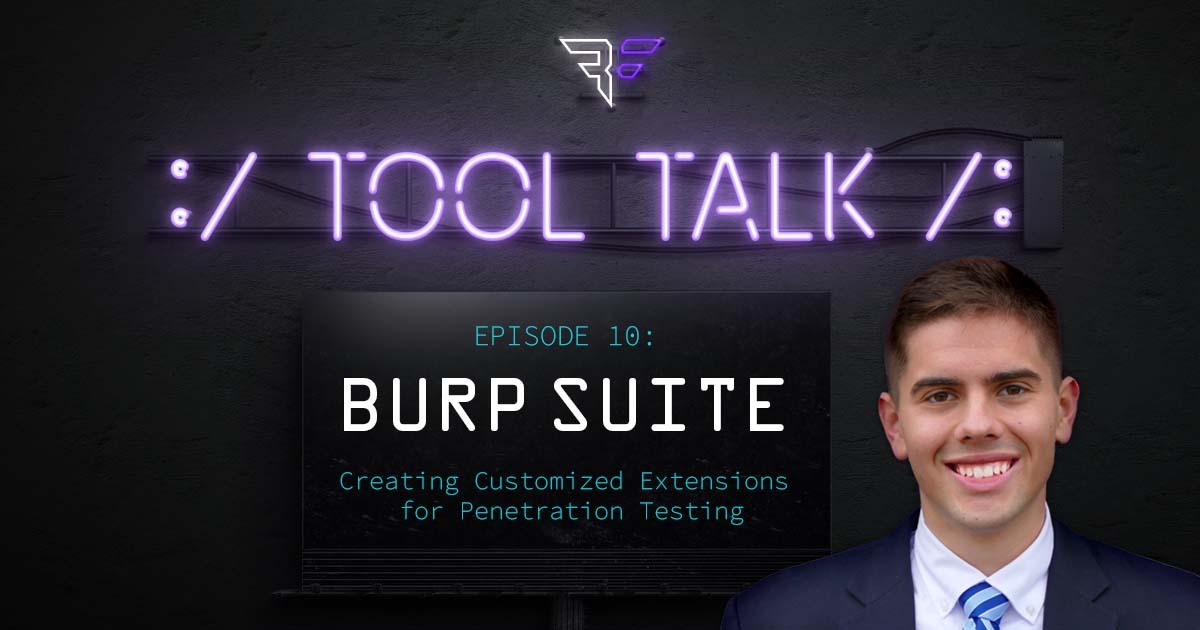 :/ TOOL TALK /:
EPISODE 10:
BURP SUITE
Creating Customized Extensions
for Penetration Testing